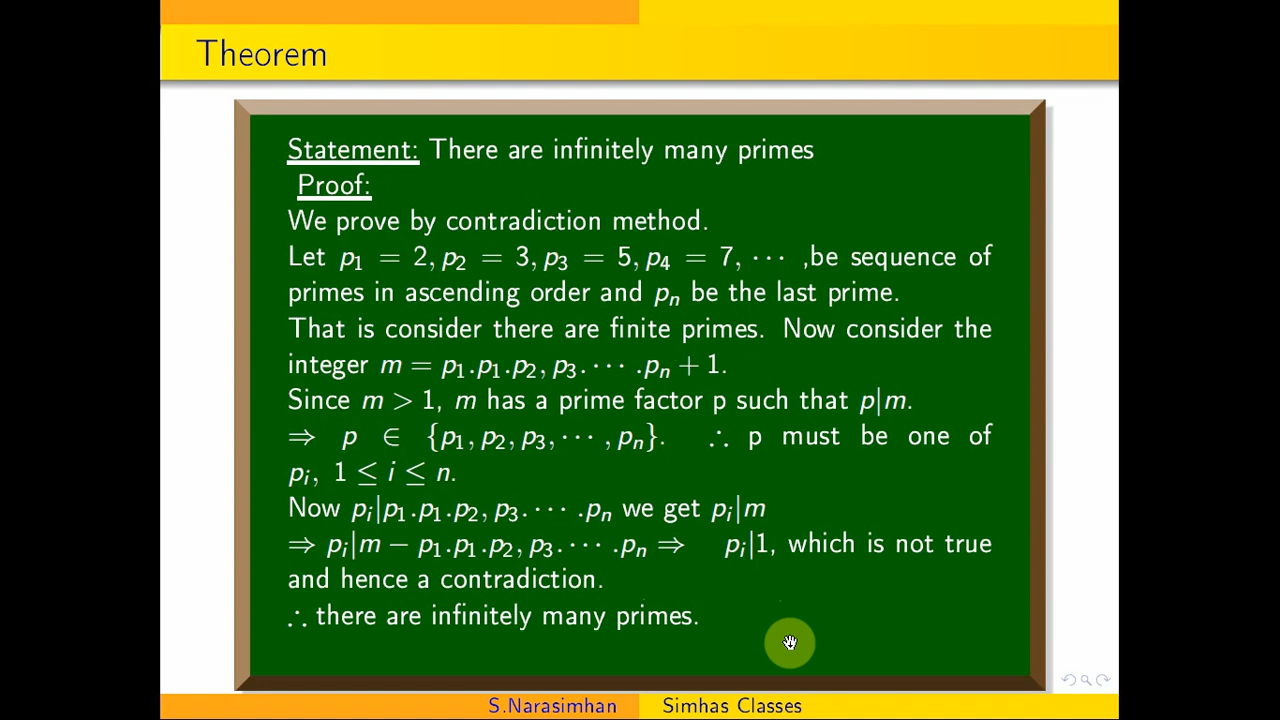 Theorem
Statement: There are infinitely many primes
Proof:
We prove by contradiction method.
Let p₁ = 2, p₂ = 3, p₃ = 5, p₄ = 7, ⋯ ,be sequence of
primes in ascending order and pₙ be the last prime.
That is consider there are finite primes. Now consider the
integer m = p₁.p₁.p₂, p₃. ⋯ .pₙ + 1.
Since m > 1, m has a prime factor p such that p|m.
⇒ p ∈ {p₁, p₂, p₃, ⋯ , pₙ}. ∴ p must be one of
pᵢ, 1 ≤ i ≤ n.
Now pᵢ|p₁.p₁.p₂, p₃. ⋯ .pₙ we get pᵢ|m
⇒ pᵢ|m − p₁.p₁.p₂, p₃. ⋯ .pₙ ⇒ pᵢ|1, which is not true
and hence a contradiction.
∴ there are infinitely many primes.
S.Narasimhan Simhas Classes